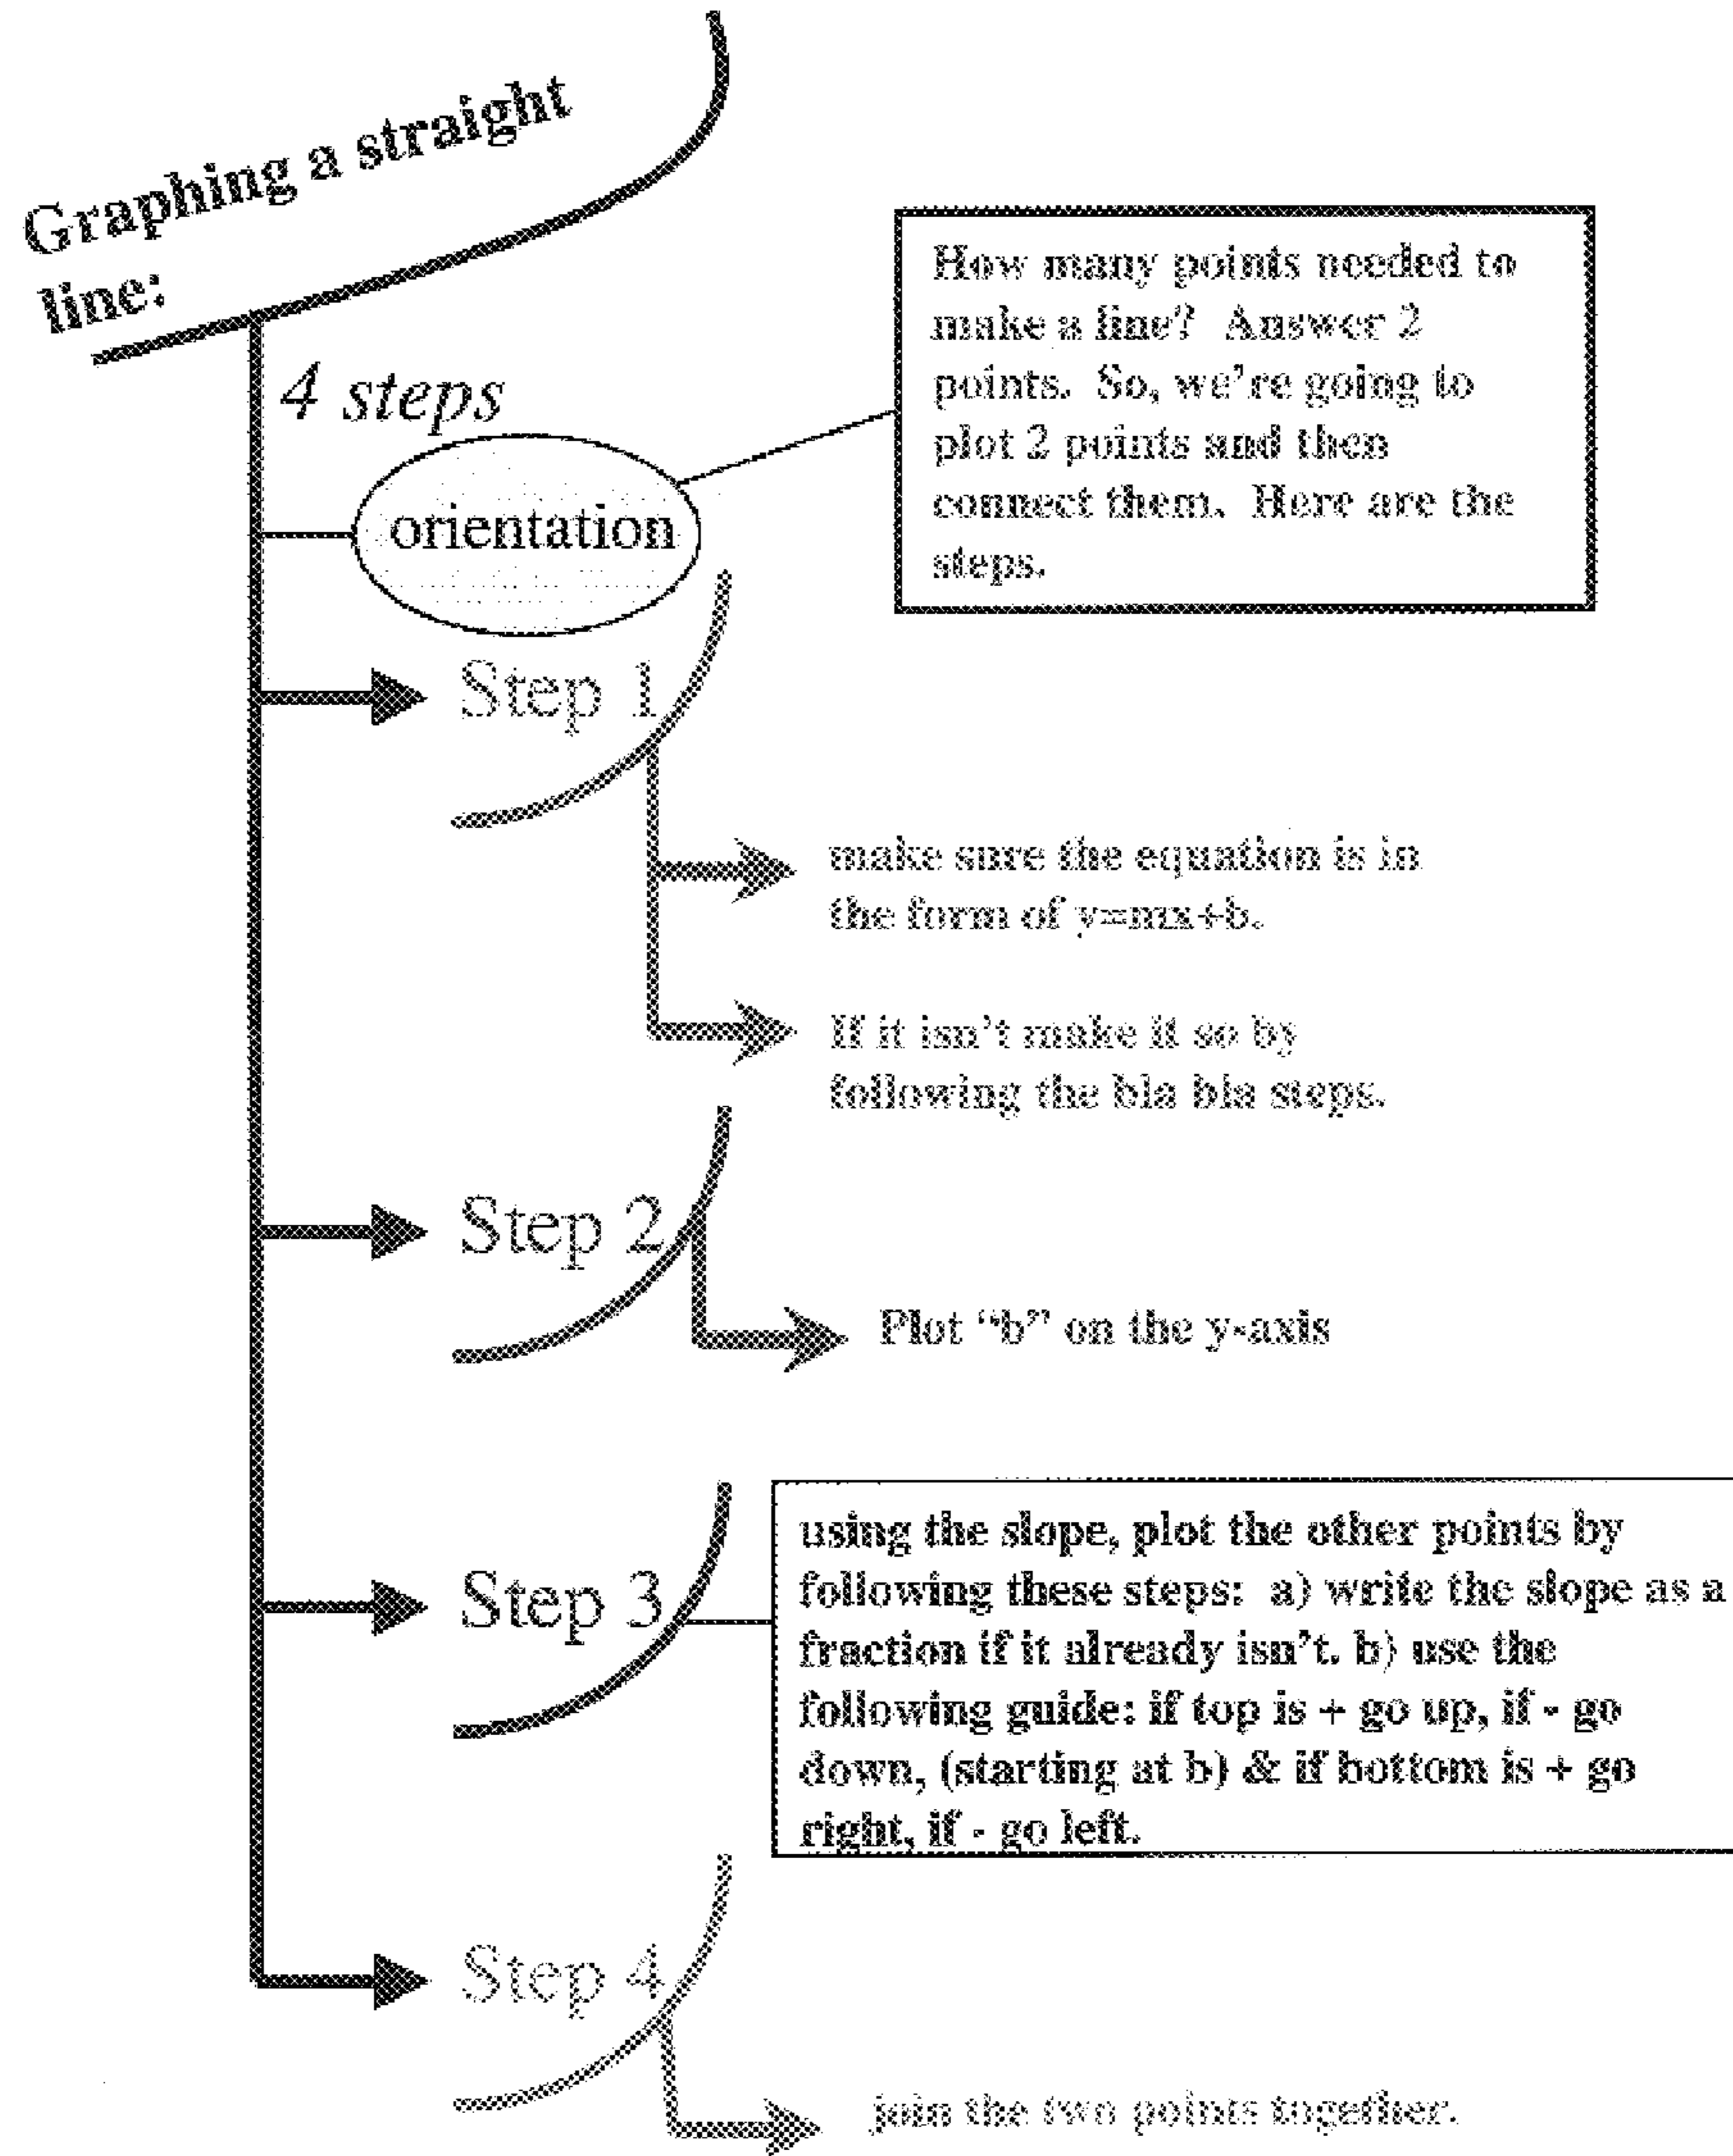 Graphing a straight
line:
4 steps
How many points needed to
make a line? Answer 2
points. So, we're going to
plot 2 points and then
connect them. Here are the
steps.
orientation
Step 1
make sure the equation is in
the form of y=mx+b.
If it isn't make it so by
following the bla bla steps.
Step 2
Plot “b” on the y-axis
Step 3
using the slope, plot the other points by
following these steps: a) write the slope as a
fraction if it already isn't. b) use the
following guide: if top is + go up, if - go
down, (starting at b) & if bottom is + go
right, if - go left.
Step 4
join the two points together.